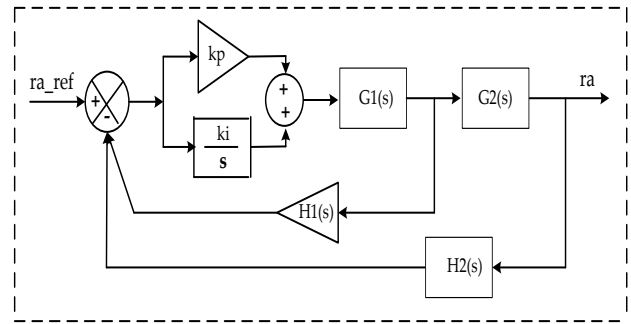 ra_ref
+
-
kp
ki
s
+
+
G1(s)
G2(s)
ra
H1(s)
H2(s)